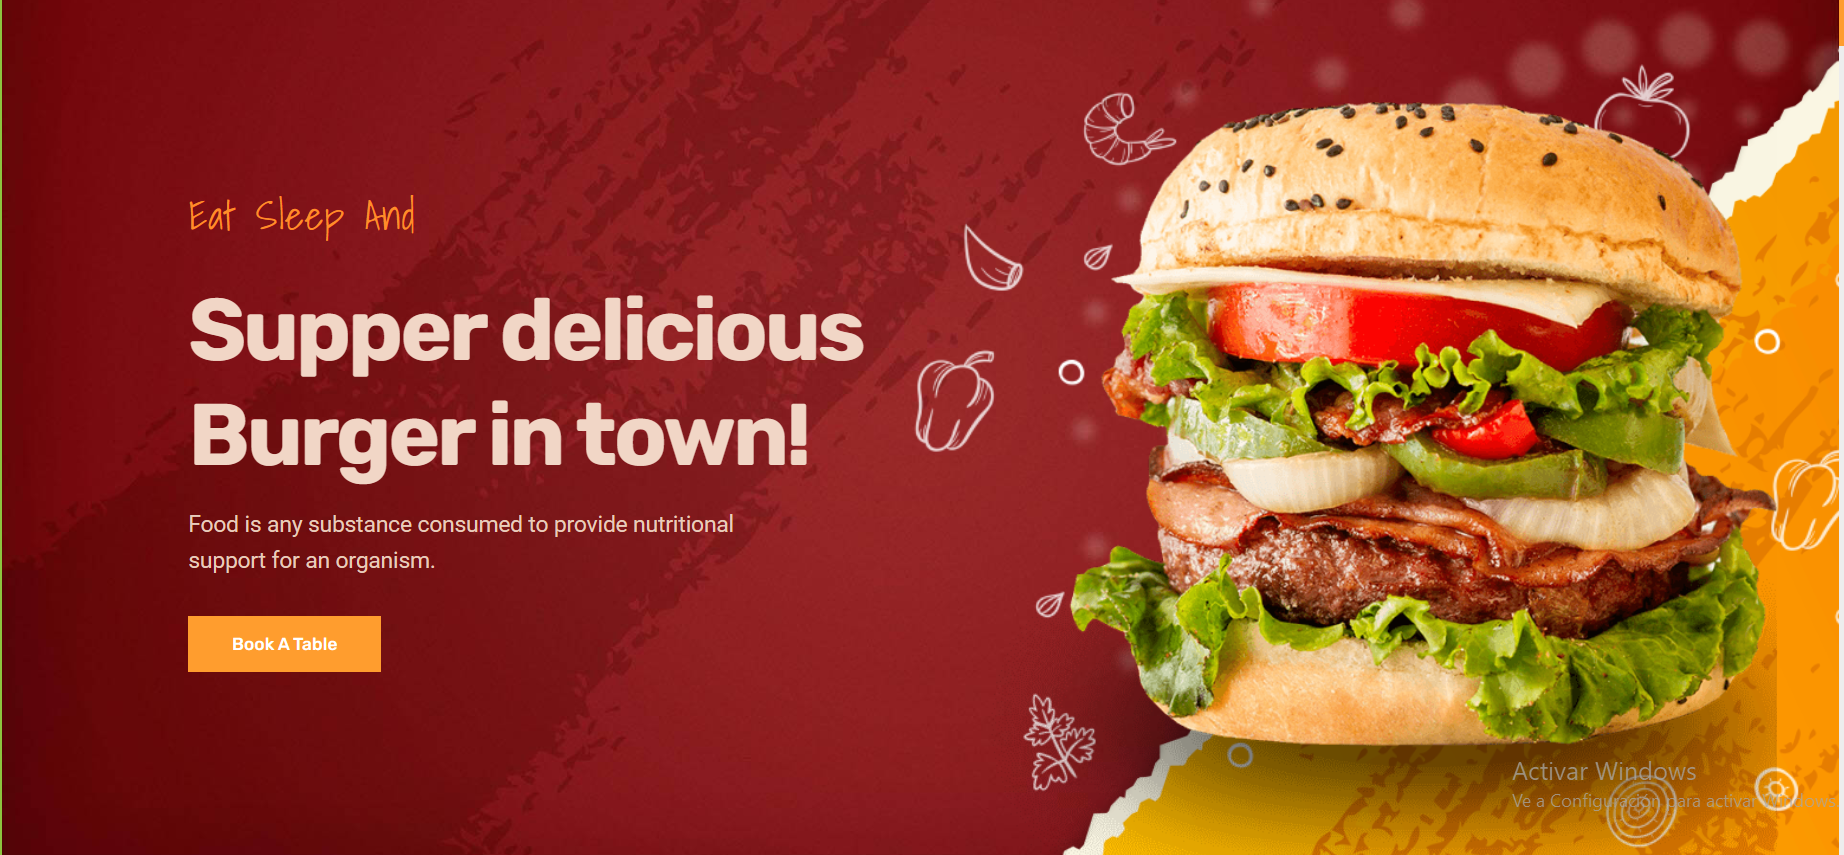 Eat Sleep And
Supper delicious
Burger in town!
Food is any substance consumed to provide nutritional
support for an organism.
Book A Table
Activar Windows
Ve a Configuración para activar Windows.